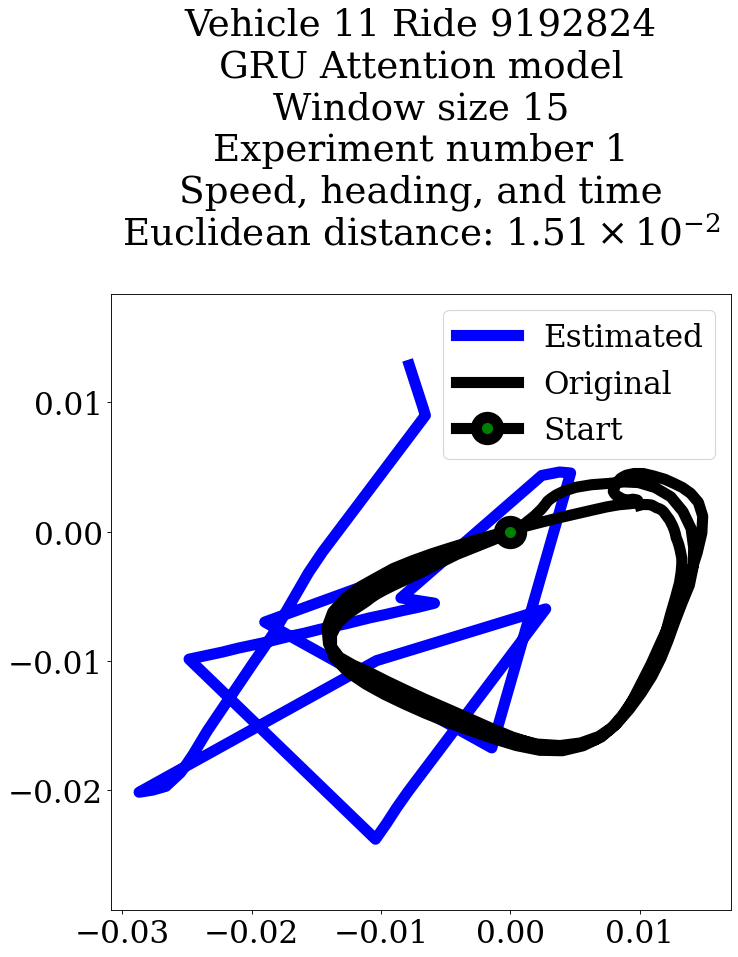 Vehicle 11 Ride 9192824
GRU Attention model
Window size 15
Experiment number 1
Speed, heading, and time
Euclidean distance: 1.51 × 10⁻²
Estimated
Original
Start
0.01
0.00
−0.01
−0.02
−0.03 −0.02 −0.01 0.00 0.01